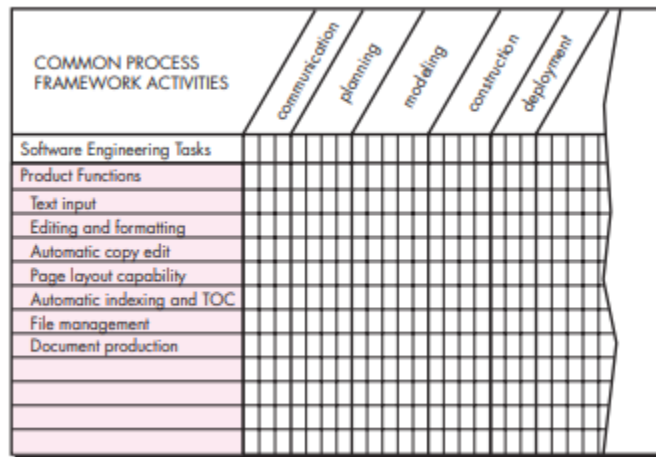 COMMON PROCESS
FRAMEWORK ACTIVITIES
communication
planning
modeling
construction
deployment
Software Engineering Tasks
Product Functions
Text input
Editing and formatting
Automatic copy edit
Page layout capability
Automatic indexing and TOC
File management
Document production